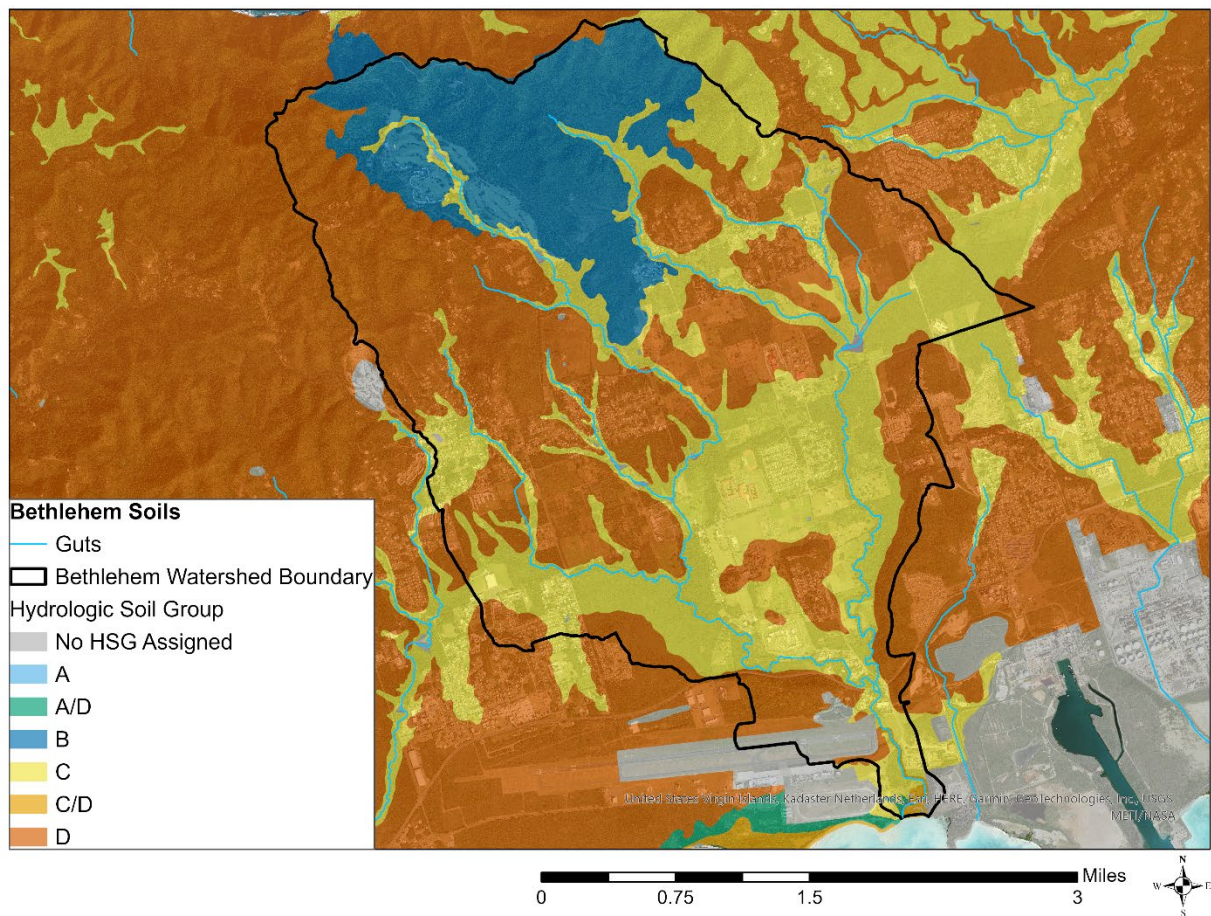 Bethlehem Soils
Guts
Bethlehem Watershed Boundary
Hydrologic Soil Group
No HSG Assigned
A
A/D
B
C
C/D
D
United States Virgin Islands, Kadaster Netherlands, Esri, HERE, Garmin, GeoTechnologies, Inc., USGS
METI/NASA
Miles
0
0.75
1.5
3
N
W
E
S